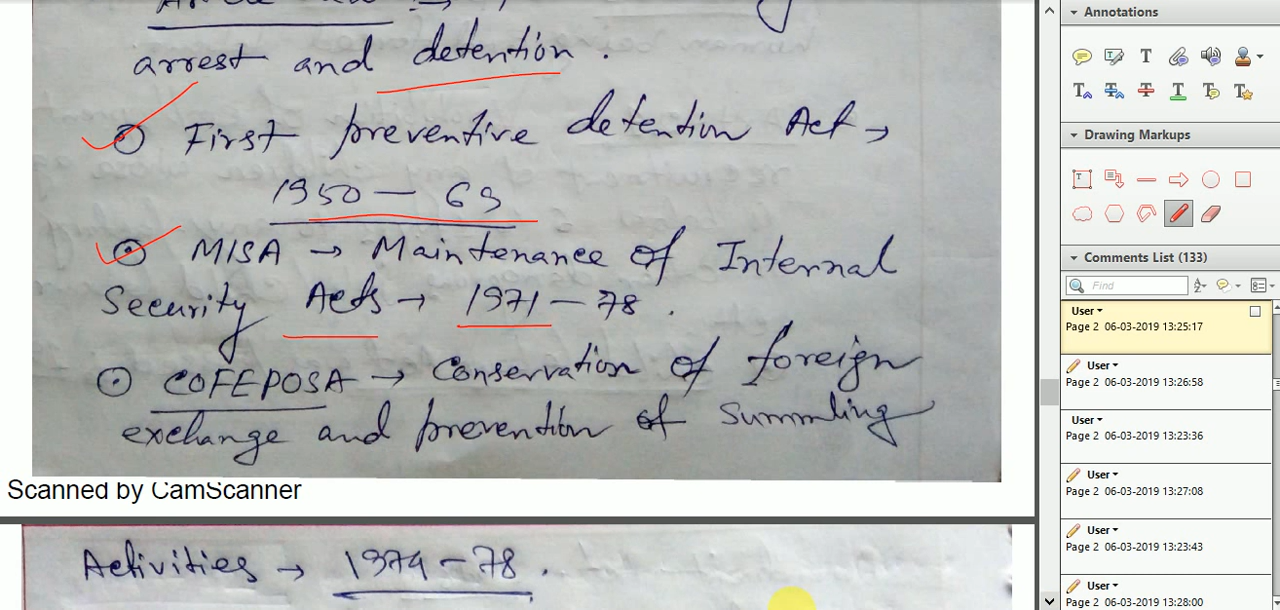 arrest and detention.
⊙ First preventive detention Act →
1950 — 69
⊙ MISA → Maintenance of Internal
Security Acts → 1971 – 78.
⊙ COFEPOSA → Conservation of foreign
exchange and prevention of Summling
Scanned by CamScanner
Activities → 1974 – 78.
Annotations
T
T T T T T T
Drawing Markups
T
Comments List (133)
Find
User
Page 2 06-03-2019 13:25:17
User
Page 2 06-03-2019 13:26:58
User
Page 2 06-03-2019 13:23:36
User
Page 2 06-03-2019 13:27:08
User
Page 2 06-03-2019 13:23:43
User
Page 2 06-03-2019 13:28:00